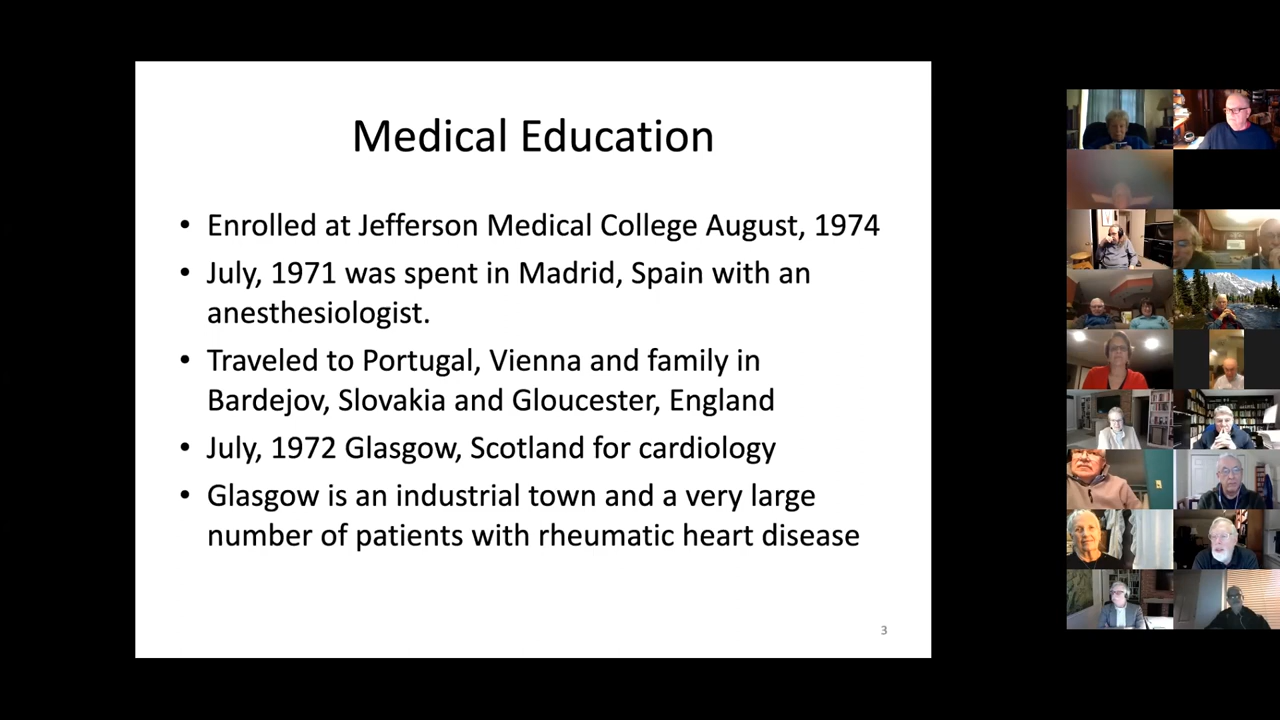 Medical Education
• Enrolled at Jefferson Medical College August, 1974
• July, 1971 was spent in Madrid, Spain with an
anesthesiologist.
• Traveled to Portugal, Vienna and family in
Bardejov, Slovakia and Gloucester, England
• July, 1972 Glasgow, Scotland for cardiology
• Glasgow is an industrial town and a very large
number of patients with rheumatic heart disease
3